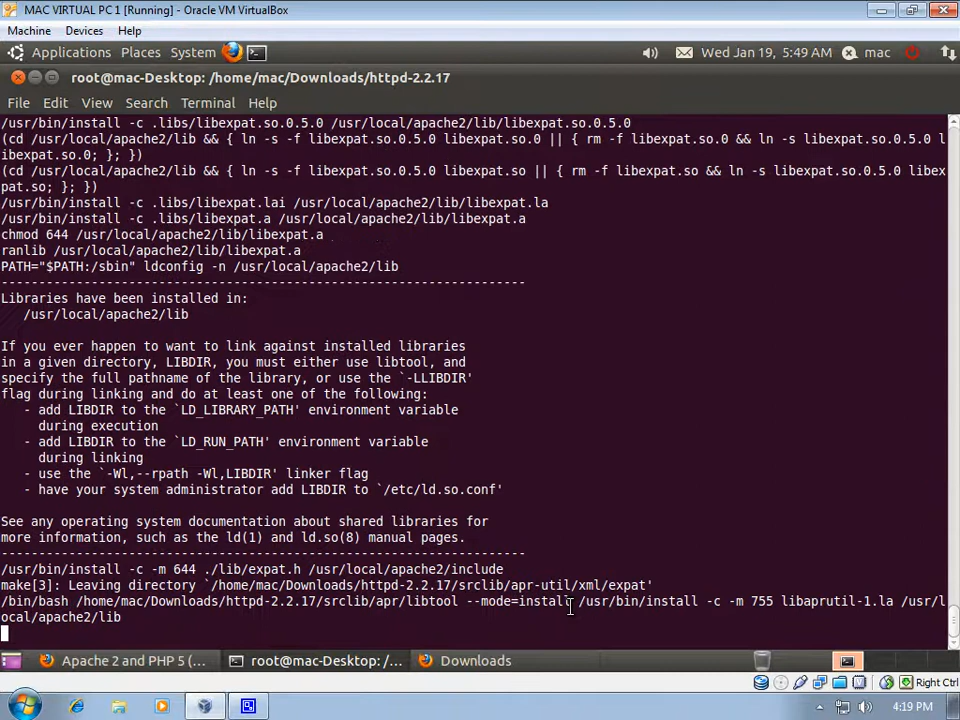 MAC VIRTUAL PC 1 [Running] - Oracle VM VirtualBox
Machine Devices Help
Applications Places System Wed Jan 19, 5:49 AM mac
root@mac-Desktop: /home/mac/Downloads/httpd-2.2.17
File Edit View Search Terminal Help
/usr/bin/install -c .libs/libexpat.so.0.5.0 /usr/local/apache2/lib/libexpat.so.0.5.0
(cd /usr/local/apache2/lib && { ln -s -f libexpat.so.0.5.0 libexpat.so.0 || { rm -f libexpat.so.0 && ln -s libexpat.so.0.5.0 l
ibexpat.so.0; }; })
(cd /usr/local/apache2/lib && { ln -s -f libexpat.so.0.5.0 libexpat.so || { rm -f libexpat.so && ln -s libexpat.so.0.5.0 libex
pat.so; }; })
/usr/bin/install -c .libs/libexpat.lai /usr/local/apache2/lib/libexpat.la
/usr/bin/install -c .libs/libexpat.a /usr/local/apache2/lib/libexpat.a
chmod 644 /usr/local/apache2/lib/libexpat.a
ranlib /usr/local/apache2/lib/libexpat.a
PATH="$PATH:/sbin" ldconfig -n /usr/local/apache2/lib
----------------------------------------------------------------------
Libraries have been installed in:
   /usr/local/apache2/lib
If you ever happen to want to link against installed libraries
in a given directory, LIBDIR, you must either use libtool, and
specify the full pathname of the library, or use the `-LLIBDIR'
flag during linking and do at least one of the following:
   - add LIBDIR to the `LD_LIBRARY_PATH' environment variable
     during execution
   - add LIBDIR to the `LD_RUN_PATH' environment variable
     during linking
   - use the `-Wl,--rpath -Wl,LIBDIR' linker flag
   - have your system administrator add LIBDIR to `/etc/ld.so.conf'
See any operating system documentation about shared libraries for
more information, such as the ld(1) and ld.so(8) manual pages.
----------------------------------------------------------------------
/usr/bin/install -c -m 644 ./lib/expat.h /usr/local/apache2/include
make[3]: Leaving directory `/home/mac/Downloads/httpd-2.2.17/srclib/apr-util/xml/expat'
/bin/bash /home/mac/Downloads/httpd-2.2.17/srclib/apr/libtool --mode=install /usr/bin/install -c -m 755 libaprutil-1.la /usr/l
ocal/apache2/lib
Apache 2 and PHP 5 (... root@mac-Desktop: /... Downloads
Right Ctrl
4:19 PM